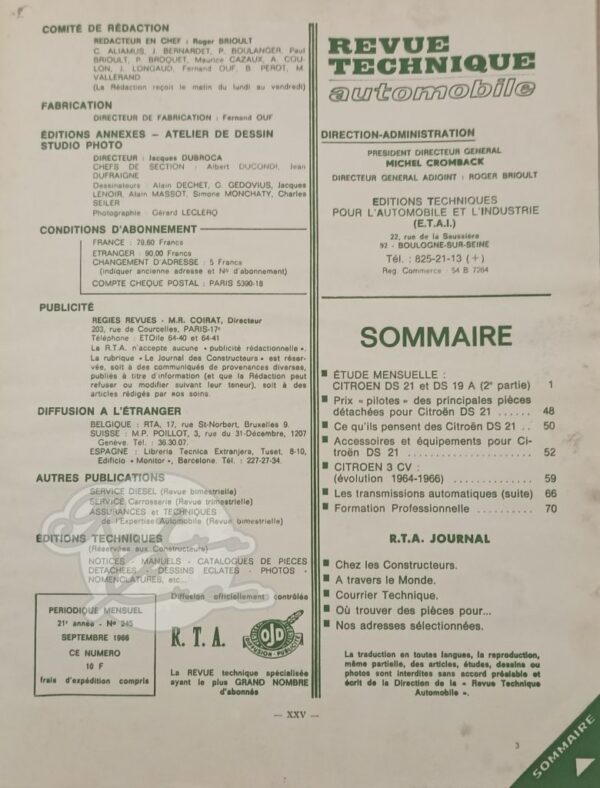 COMITÉ DE RÉDACTION
REDACTEUR EN CHEF : Roger BRIOULT
C. ALIAMUS, J. BERNARDET, P. BOULANGER, Paul
BRIOULT, P. BROQUET, Maurice CAZAUX, A. COU-
LON, J. LONGAUD, Fernand OUF, B. PEROT, M.
VALLERAND
(La Rédaction reçoit le matin du lundi au vendredi)
FABRICATION
DIRECTEUR DE FABRICATION : Fernand OUF
ÉDITIONS ANNEXES — ATELIER DE DESSIN
STUDIO PHOTO
DIRECTEUR : Jacques DUBROCA
CHEFS DE SECTION : Albert DUCONDI, Jean
DUFRAIGNE
Dessinateurs : Alain DECHET, G. GEDOVIUS, Jacques
LENOIR, Alain MASSOT, Simone MONCHATY, Charles
SEILER
Photographie : Gérard LECLERQ
CONDITIONS D'ABONNEMENT
FRANCE : 79,60 Francs
ETRANGER : 90,00 Francs
CHANGEMENT D'ADRESSE : 5 Francs
(indiquer ancienne adresse et No d'abonnement)
COMPTE CHEQUE POSTAL : PARIS 5390-18
PUBLICITÉ
REGIES REVUES - M.R. COIRAT, Directeur
203, rue de Courcelles, PARIS-17e
Téléphone : ETOile 64-40 et 64-41
La R.T.A. n'accepte aucune « publicité rédactionnelle ».
La rubrique « Le Journal des Constructeurs » est réser-
vée, soit à des communiqués de provenances diverses,
publiés à titre d'information (et que la Rédaction peut
refuser ou modifier suivant leur teneur), soit à des
articles rédigés par nos soins.
DIFFUSION A L'ÉTRANGER
BELGIQUE : RTA, 17, rue St-Norbert, Bruxelles 9.
SUISSE : M.P. POILLOT, 3, rue du 31-Décembre, 1207
Genève. Tél. : 36.30.07.
ESPAGNE : Libreria Tecnica Extranjera, Tuset, 8-10,
Edificio « Monitor », Barcelone. Tél. : 227-27-34.
AUTRES PUBLICATIONS
SERVICE DIESEL (Revue bimestrielle)
SERVICE Carrosserie (Revue trimestrielle)
ASSURANCES et TECHNIQUES
de l'Expertise Automobile (Revue bimestrielle)
ÉDITIONS TECHNIQUES
(Réservées aux Constructeurs)
NOTICES - MANUELS - CATALOGUES DE PIECES
DETACHEES - DESSINS ECLATES - PHOTOS -
NOMENCLATURES, etc...
PERIODIQUE MENSUEL
21e année - No 245
SEPTEMBRE 1966
CE NUMERO
10 F
frais d'expédition compris
Diffusion officiellement contrôlée
R. T. A.
OJD
DIFFUSION-PUBLICITÉ
La REVUE technique spécialisée
ayant le plus GRAND NOMBRE
d'abonnés
REVUE
TECHNIQUE
automobile
DIRECTION-ADMINISTRATION
PRESIDENT DIRECTEUR GENERAL
MICHEL CROMBACK
DIRECTEUR GENERAL ADJOINT : ROGER BRIOULT
EDITIONS TECHNIQUES
POUR L'AUTOMOBILE ET L'INDUSTRIE
(E.T.A.I.)
22, rue de la Saussière
92 - BOULOGNE-SUR-SEINE
Tél. : 825-21-13 (+)
Reg. Commerce : 54 B 7264
SOMMAIRE
■ ÉTUDE MENSUELLE :
CITROEN DS 21 et DS 19 A (2e partie) 1
■ Prix « pilotes » des principales pièces
détachées pour Citroën DS 21 ....... 48
■ Ce qu'ils pensent des Citroën DS 21 .. 50
■ Accessoires et équipements pour Ci-
troën DS 21 .................. 52
■ CITROEN 3 CV :
(évolution 1964-1966) ............. 59
■ Les transmissions automatiques (suite) 66
■ Formation Professionnelle .......... 70
R.T.A. JOURNAL
■ Chez les Constructeurs.
■ A travers le Monde.
■ Courrier Technique.
■ Où trouver des pièces pour...
■ Nos adresses sélectionnées.
La traduction en toutes langues, la reproduction,
même partielle, des articles, études, dessins ou
photos sont interdites sans accord préalable et
écrit de la Direction de la « Revue Technique
Automobile ».
— XXV —
3
SOMMAIRE